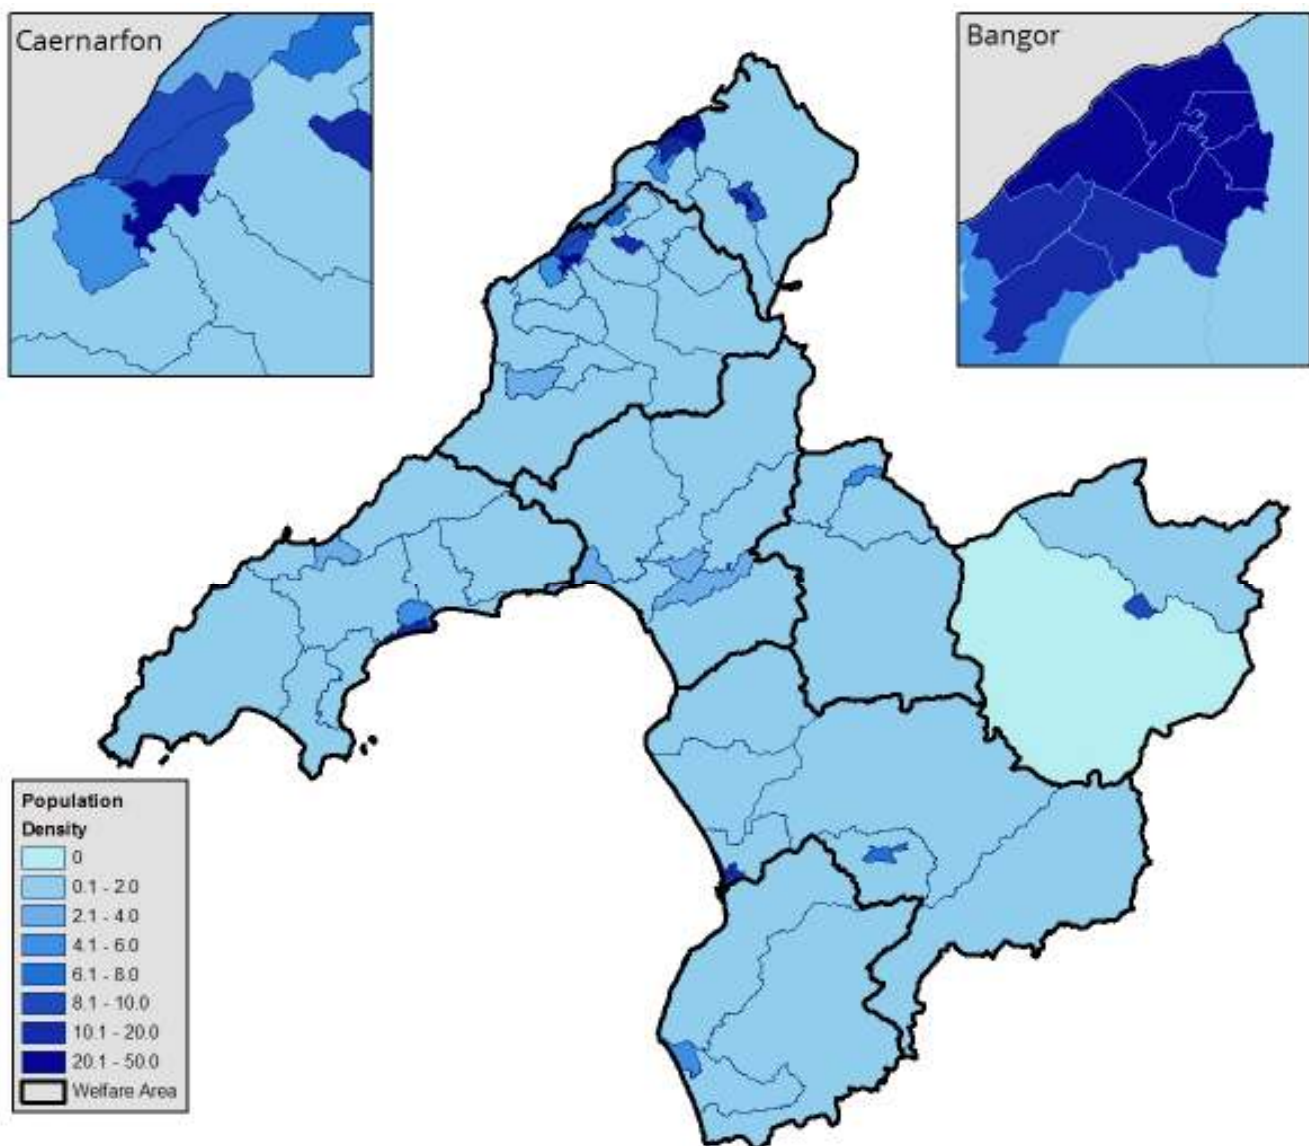 Caernarfon
Bangor
Population
Density
0
0.1 - 2.0
2.1 - 4.0
4.1 - 6.0
6.1 - 8.0
8.1 - 10.0
10.1 - 20.0
20.1 - 50.0
Welfare Area